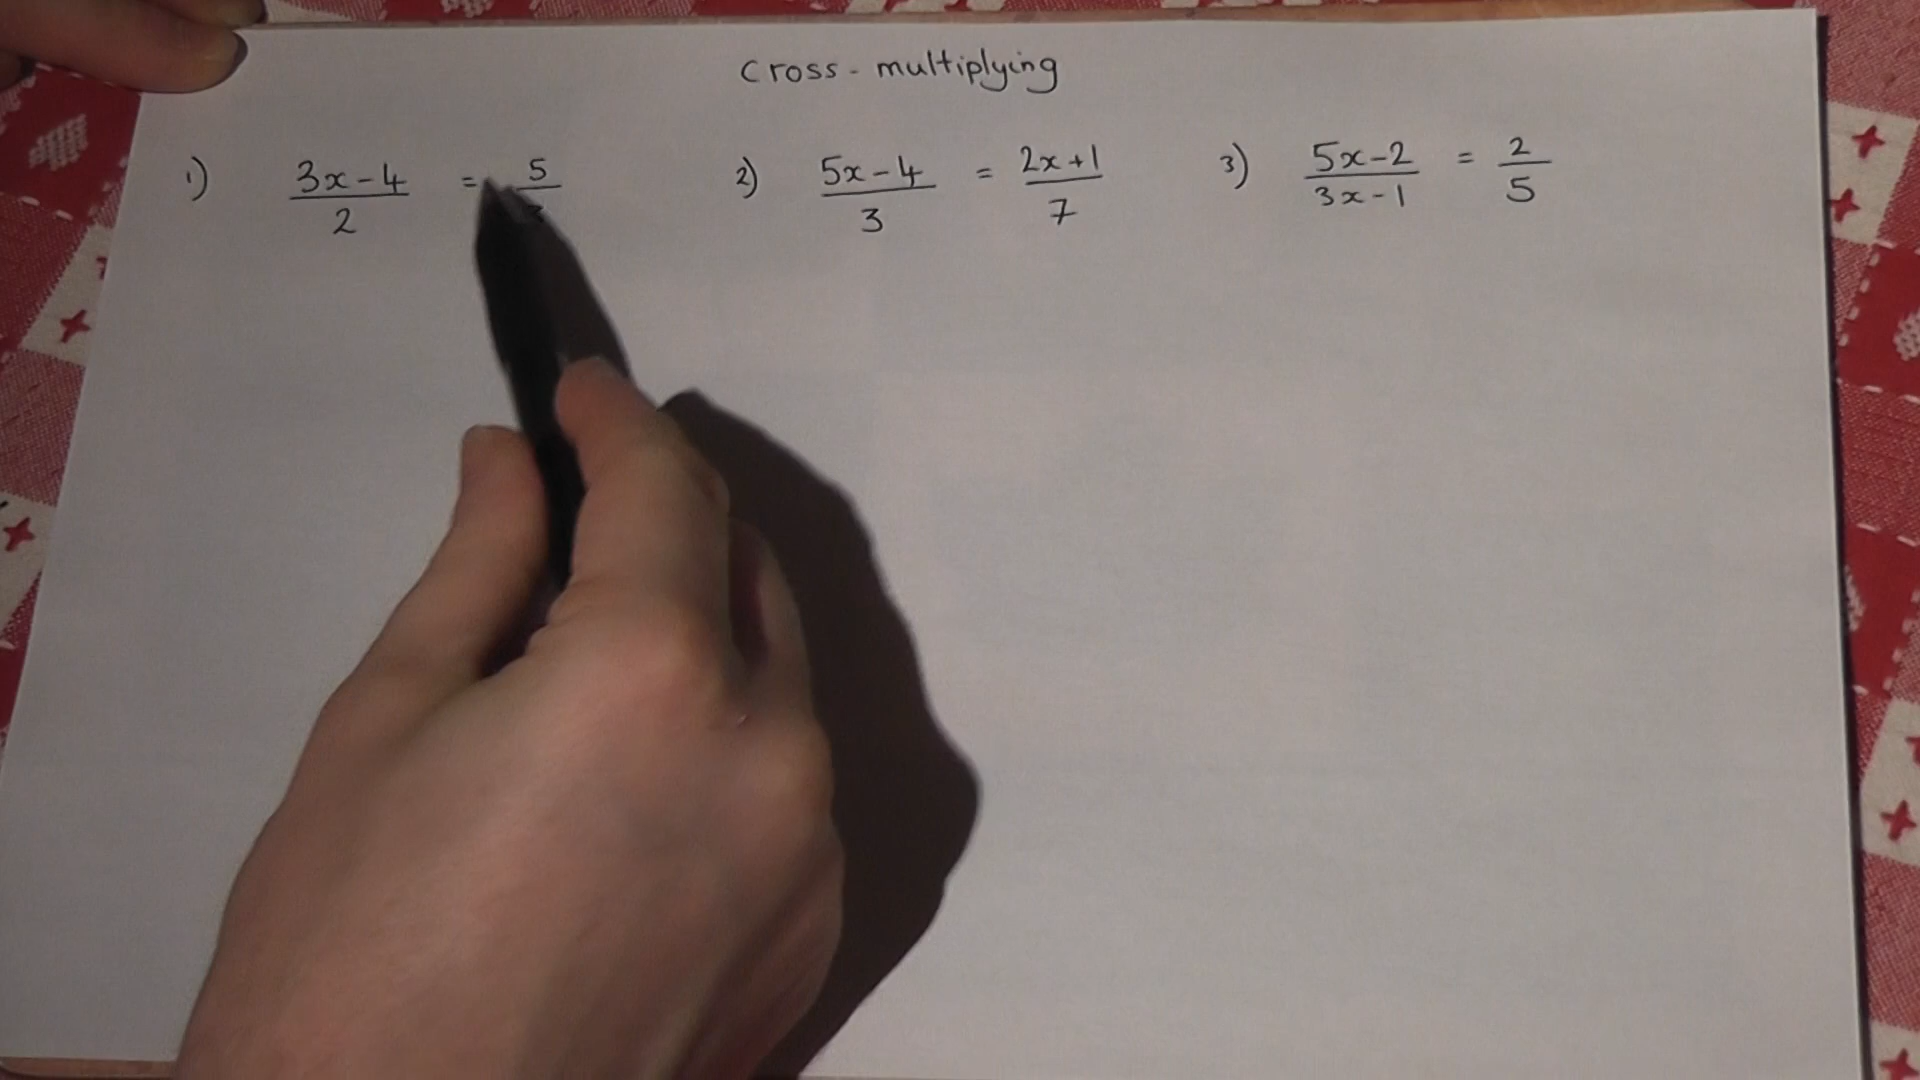 Cross - multiplying
1) 3x - 4 / 2 = 5 / 3 2) 5x - 4 / 3 = 2x + 1 / 7 3) 5x - 2 / 3x - 1 = 2 / 5